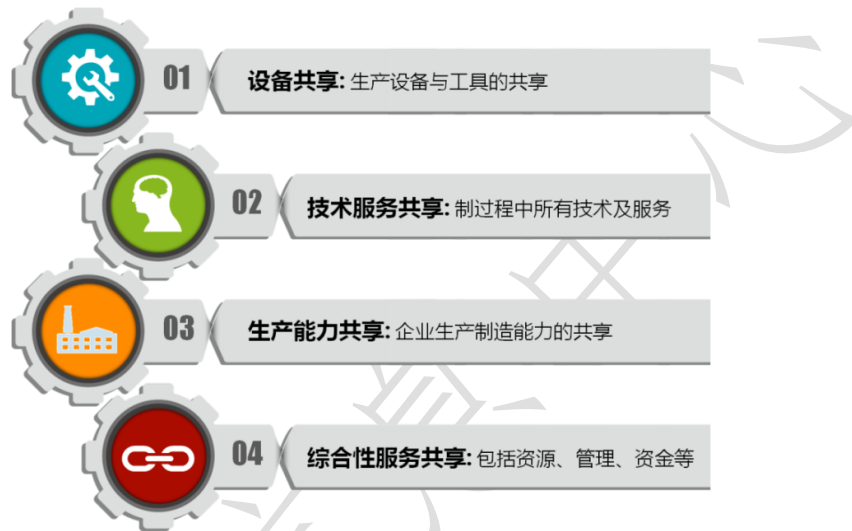 01 设备共享: 生产设备与工具的共享
02 技术服务共享: 制过程中所有技术及服务
03 生产能力共享: 企业生产制造能力的共享
04 综合性服务共享: 包括资源、管理、资金等